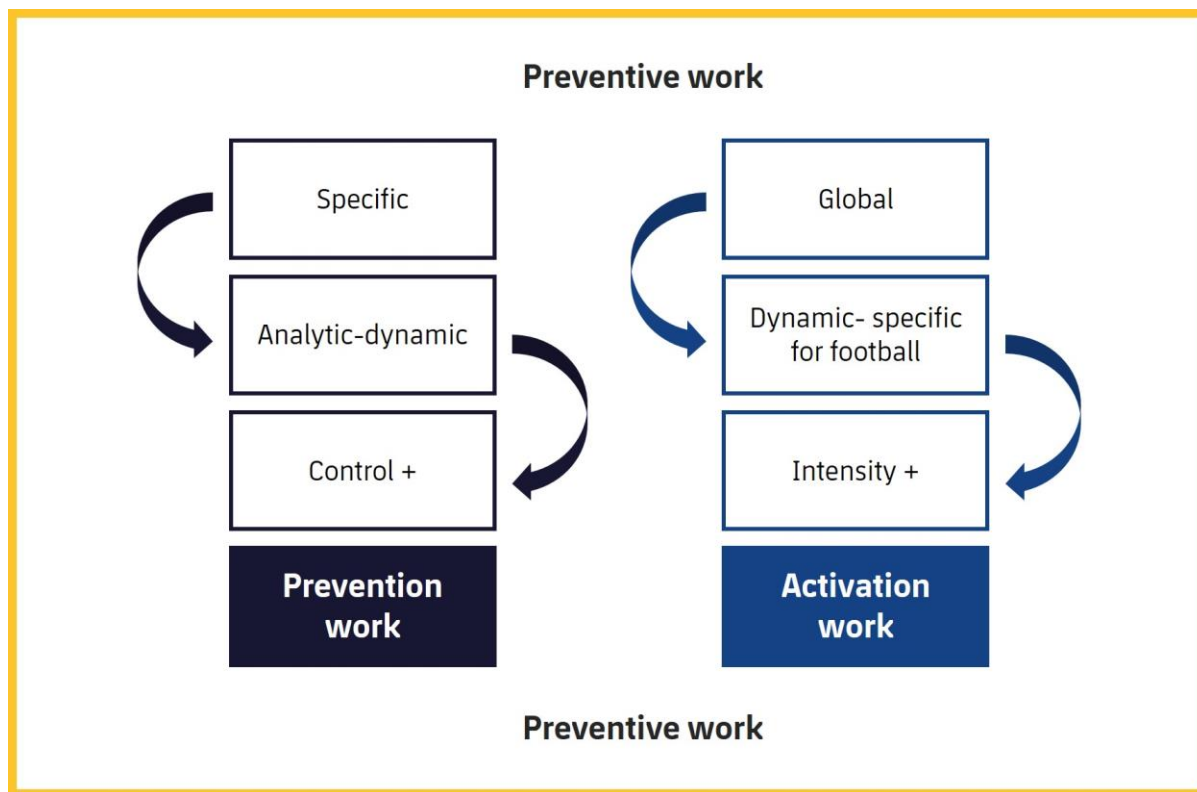 Preventive work
Specific
Analytic-dynamic
Control +
Prevention
work
Global
Dynamic- specific
for football
Intensity +
Activation
work
Preventive work